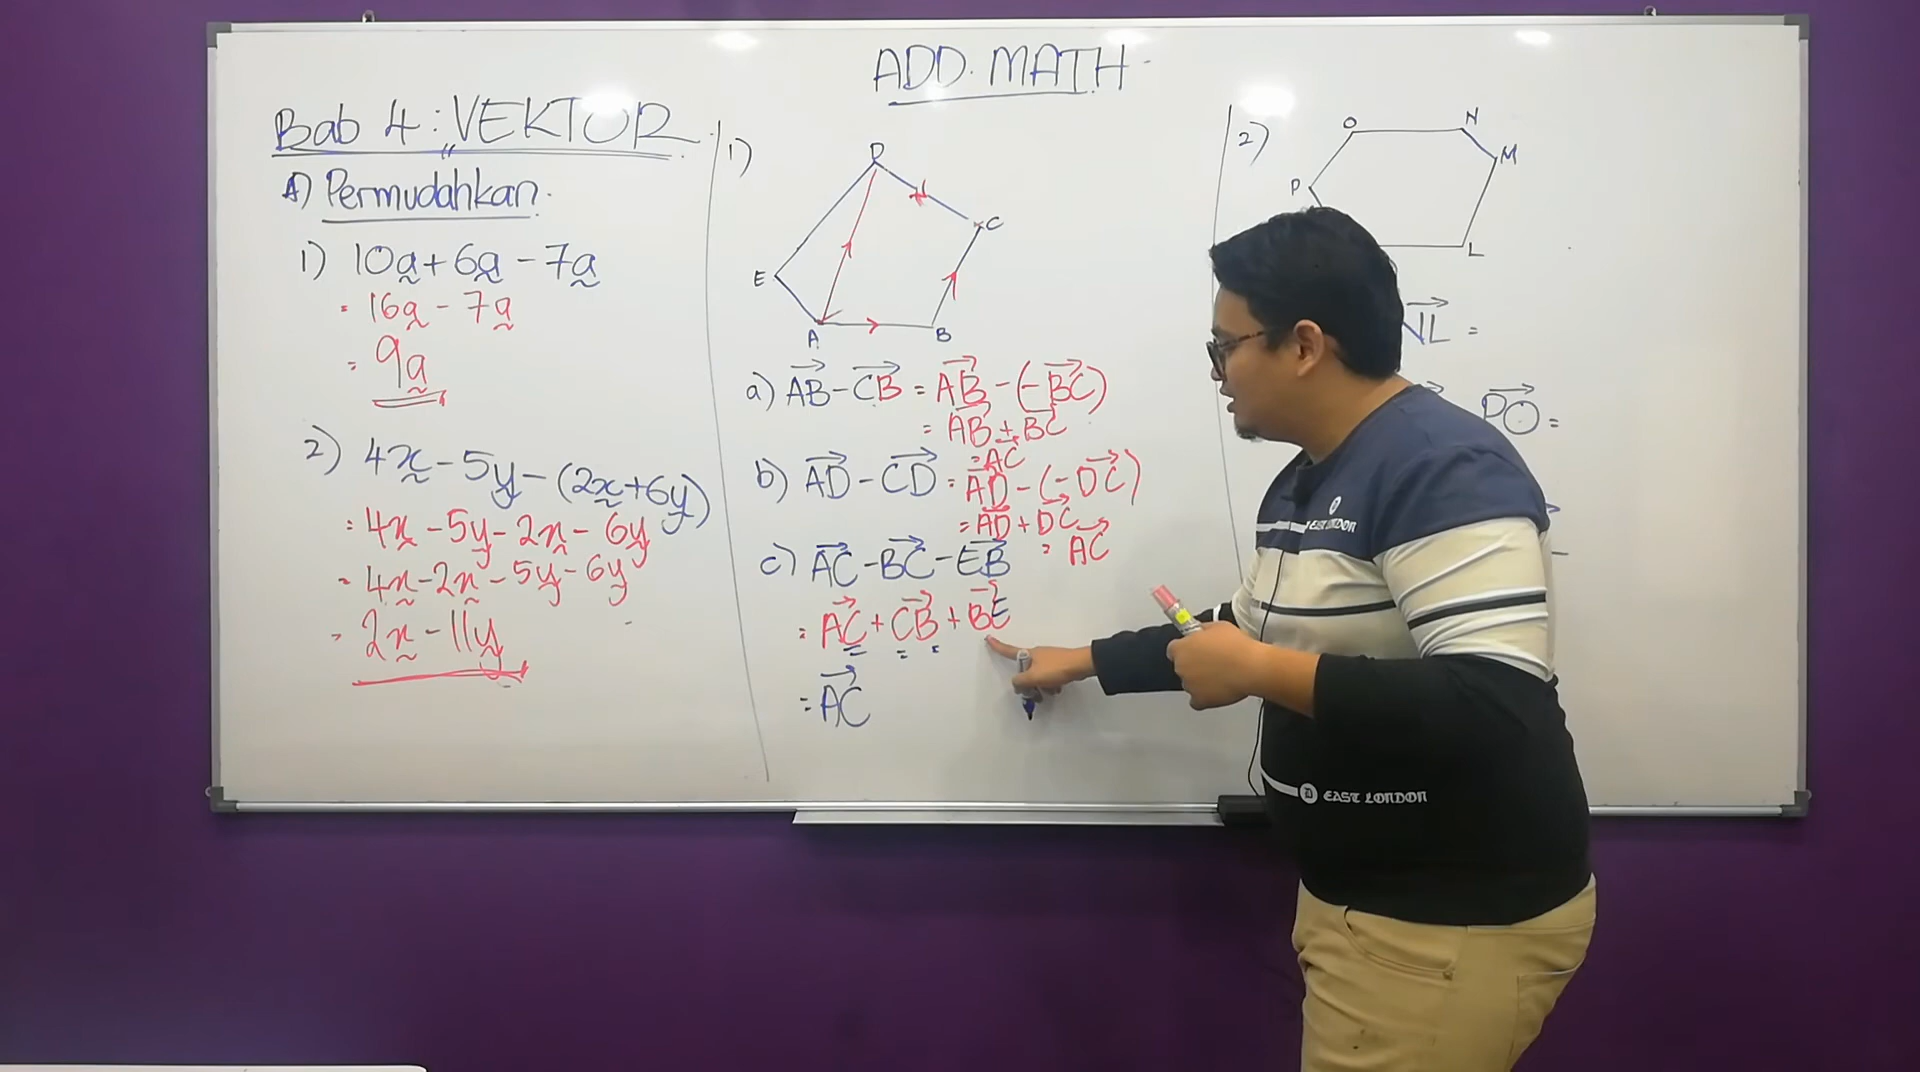 ADD. MATH
Bab 4 : VEKTOR
A) Permudahkan.
1) 10a + 6a - 7a
= 16a - 7a
= 9a
2) 4x - 5y - (2x + 6y)
= 4x - 5y - 2x - 6y
= 4x - 2x - 5y - 6y
= 2x - 11y
1)
D
C
E
A
B
a) AB - CB = AB - (-BC)
= AB + BC
= AC
b) AD - CD = AD - (-DC)
= AD + DC
= AC
c) AC - BC - EB
= AC + CB + BE
= AC
2)
O
N
M
P
L
=
PO =
EAST LONDON